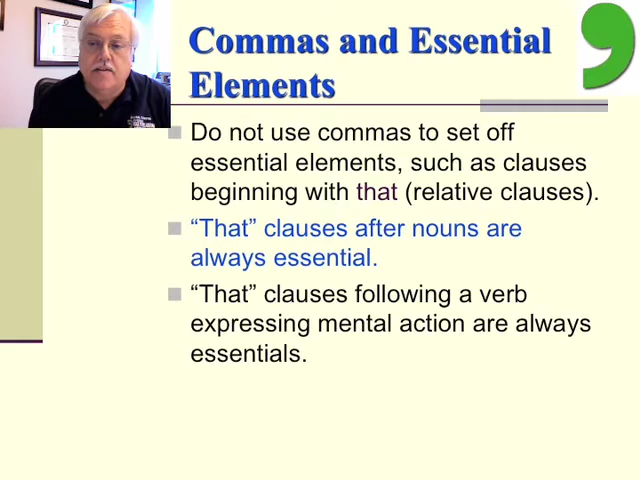 Commas and Essential
Elements
Do not use commas to set off
essential elements, such as clauses
beginning with that (relative clauses).
“That” clauses after nouns are
always essential.
“That” clauses following a verb
expressing mental action are always
essentials.